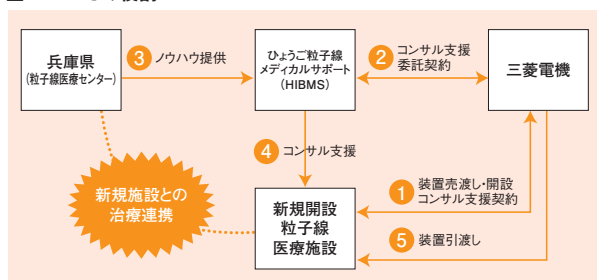 兵庫県
(粒子線医療センター)
3 ノウハウ提供
ひょうご粒子線
メディカルサポート
(HIBMS)
2 コンサル支援
委託契約
三菱電機
4 コンサル支援
新規施設との
治療連携
新規開設
粒子線
医療施設
1 装置売渡し・開設
コンサル支援契約
5 装置引渡し